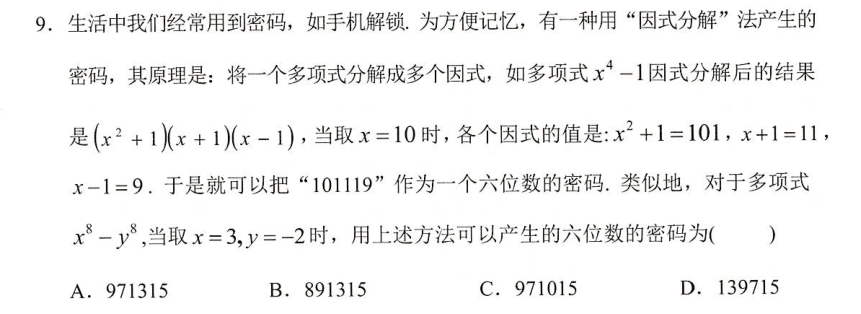 9. 生活中我们经常用到密码，如手机解锁. 为方便记忆，有一种用“因式分解”法产生的
密码，其原理是：将一个多项式分解成多个因式，如多项式 x⁴ −1因式分解后的结果
是(x² + 1)(x + 1)(x − 1)，当取 x = 10 时，各个因式的值是: x² +1 = 101，x+1 = 11，
x−1 = 9. 于是就可以把“101119”作为一个六位数的密码. 类似地，对于多项式
x⁸ − y⁸ ,当取 x = 3, y = −2 时，用上述方法可以产生的六位数的密码为( )
A. 971315 B. 891315 C. 971015 D. 139715